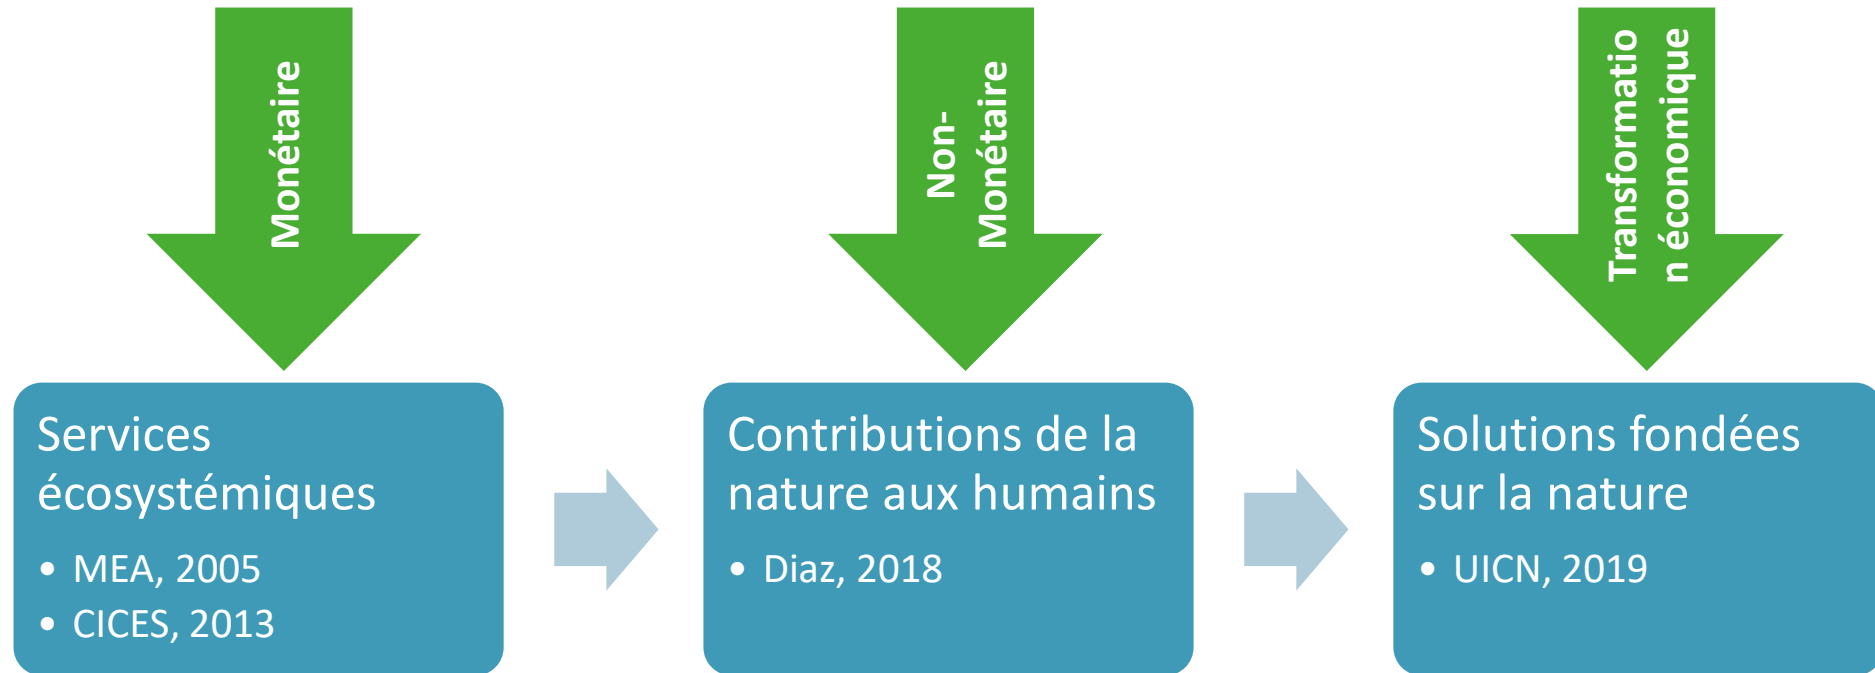 Monétaire
Non-
Monétaire
Transformatio
n économique
Services
écosystémiques
• MEA, 2005
• CICES, 2013
Contributions de la
nature aux humains
• Diaz, 2018
Solutions fondées
sur la nature
• UICN, 2019